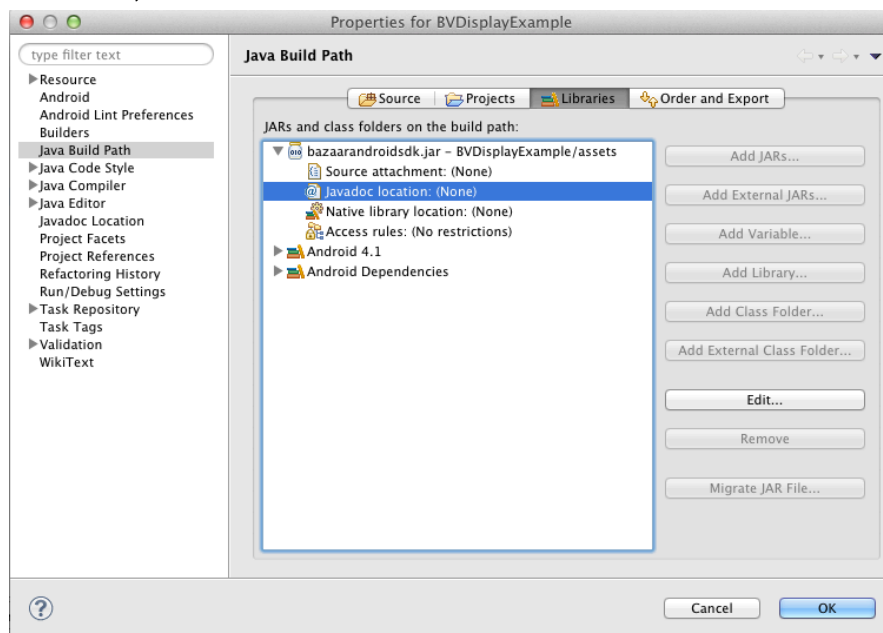 Properties for BVDisplayExample
type filter text
Resource
Android
Android Lint Preferences
Builders
Java Build Path
Java Code Style
Java Compiler
Java Editor
Javadoc Location
Project Facets
Project References
Refactoring History
Run/Debug Settings
Task Repository
Task Tags
Validation
WikiText
Java Build Path
Source
Projects
Libraries
Order and Export
JARs and class folders on the build path:
bazaarandroidsdk.jar – BVDisplayExample/assets
Source attachment: (None)
Javadoc location: (None)
Native library location: (None)
Access rules: (No restrictions)
Android 4.1
Android Dependencies
Add JARs...
Add External JARs...
Add Variable...
Add Library...
Add Class Folder...
Add External Class Folder...
Edit...
Remove
Migrate JAR File...
?
Cancel
OK